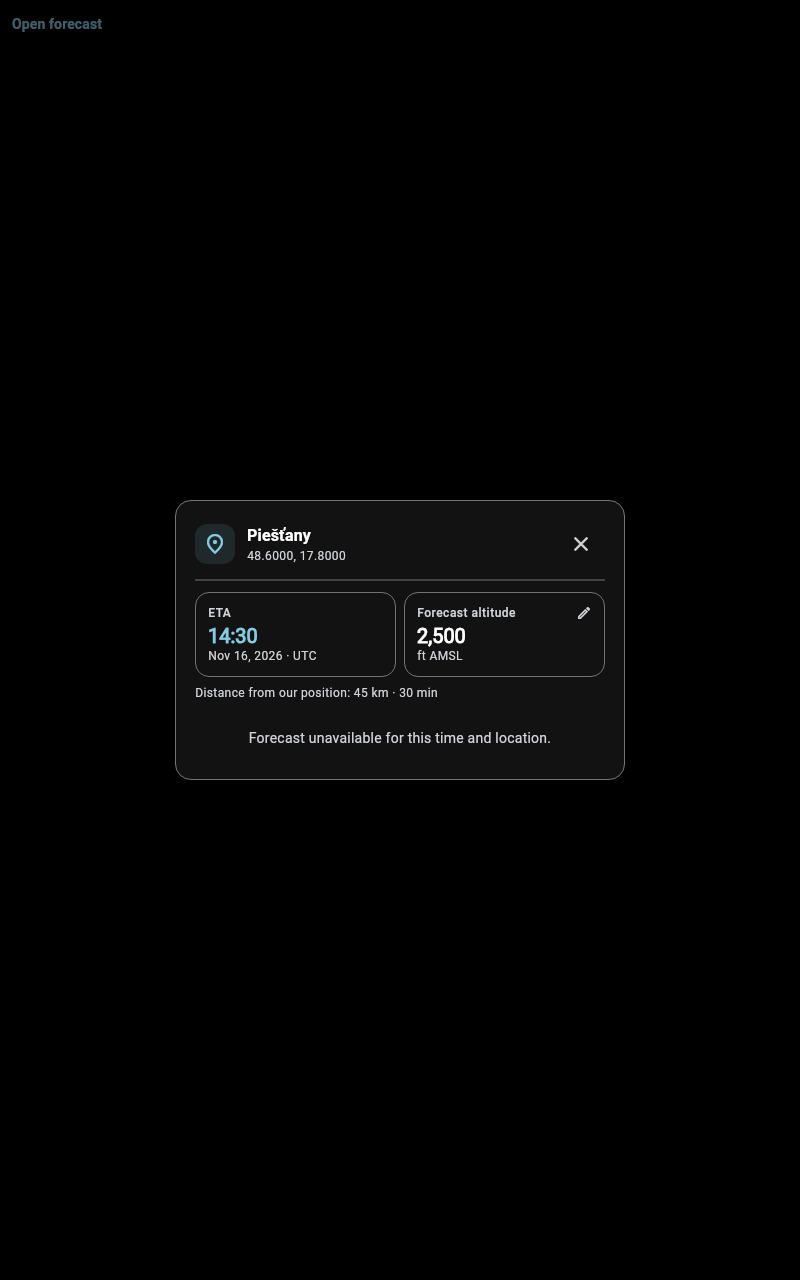 Open forecast
Piešťany
48.6000, 17.8000
ETA
14:30
Nov 16, 2026 · UTC
Forecast altitude
2,500
ft AMSL
Distance from our position: 45 km · 30 min
Forecast unavailable for this time and location.